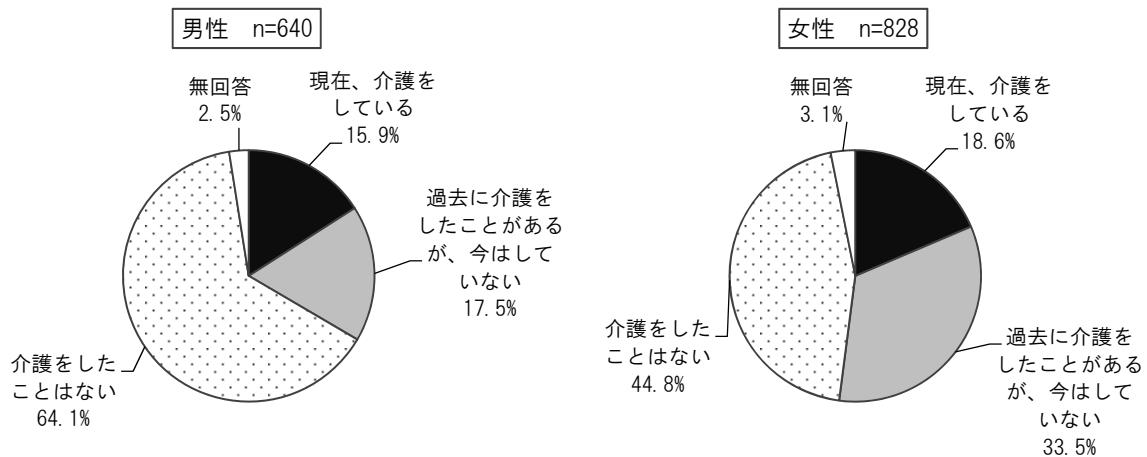 男性　n=640
無回答
2.5%
現在、介護を
している
15.9%
過去に介護を
したことがある
が、今はして
いない
17.5%
介護をした
ことはない
64.1%
女性　n=828
無回答
3.1%
現在、介護を
している
18.6%
介護をした
ことはない
44.8%
過去に介護を
したことがある
が、今はして
いない
33.5%